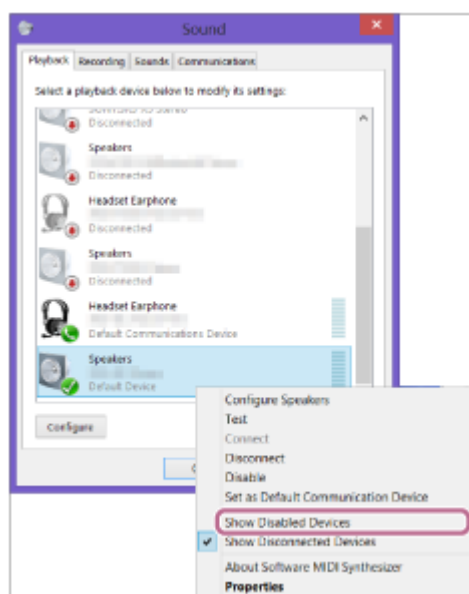 Sound
Playback Recording Sounds Communications
Select a playback device below to modify its settings:
Disconnected
Speakers
Disconnected
Headset Earphone
Disconnected
Speakers
Disconnected
Headset Earphone
Default Communications Device
Speakers
Default Device
Configure
Configure Speakers
Test
Connect
Disconnect
Disable
Set as Default Communication Device
Show Disabled Devices
Show Disconnected Devices
About Software MIDI Synthesizer
Properties